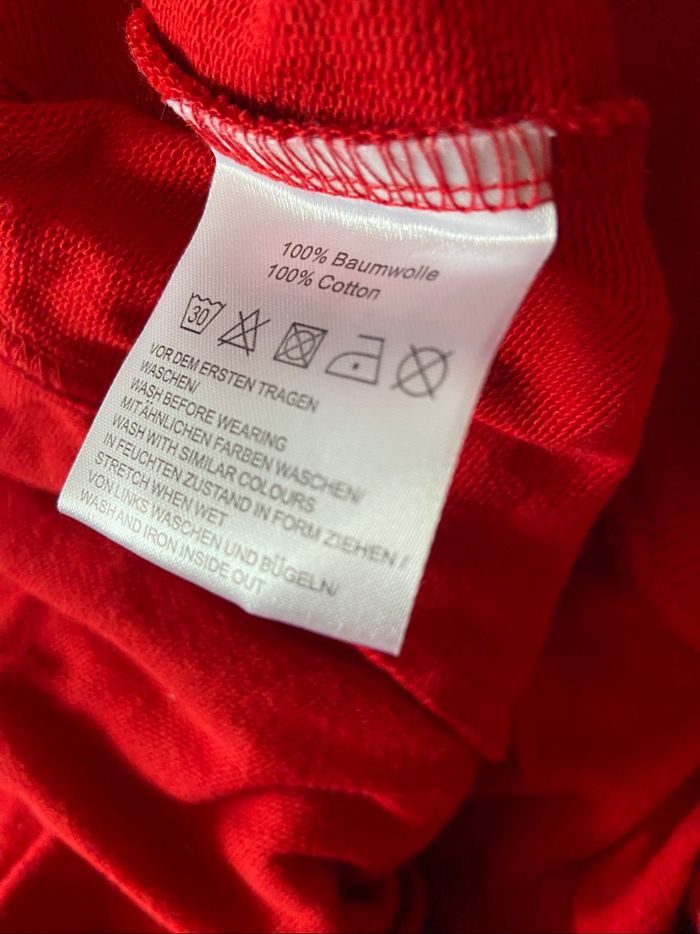 100% Baumwolle
100% Cotton
30
VOR DEM ERSTEN TRAGEN
WASCHEN/
WASH BEFORE WEARING
MIT ÄHNLICHEN FARBEN WASCHEN/
WASH WITH SIMILAR COLOURS
IN FEUCHTEN ZUSTAND IN FORM ZIEHEN /
STRETCH WHEN WET
VON LINKS WASCHEN UND BÜGELN/
WASH AND IRON INSIDE OUT